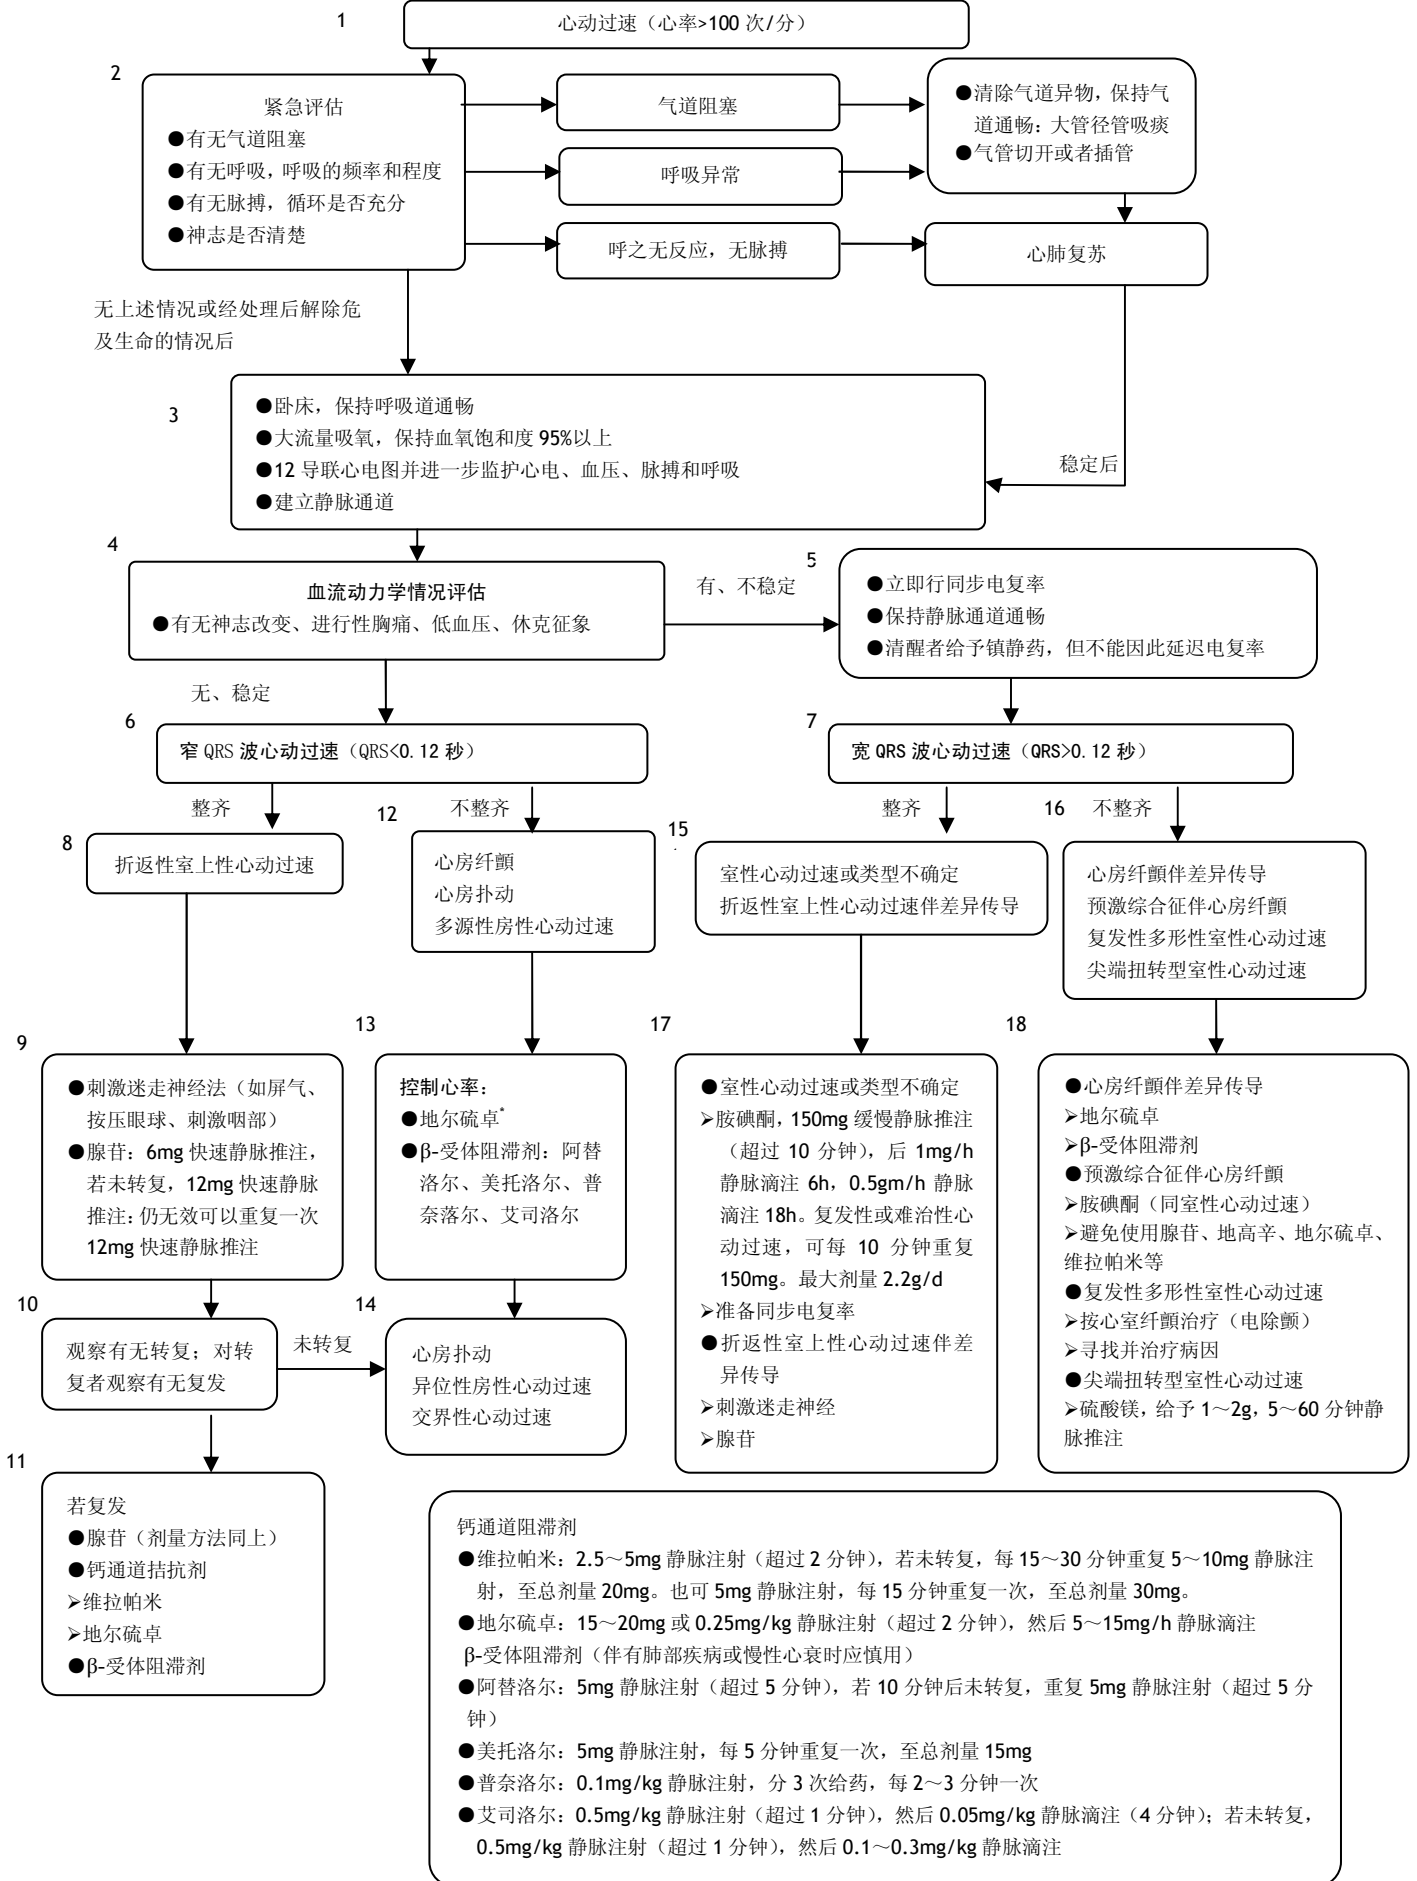 1
心动过速（心率>100 次/分）
2
紧急评估
●有无气道阻塞
●有无呼吸，呼吸的频率和程度
●有无脉搏，循环是否充分
●神志是否清楚
气道阻塞
呼吸异常
呼之无反应，无脉搏
●清除气道异物，保持气
道通畅：大管径管吸痰
●气管切开或者插管
心肺复苏
无上述情况或经处理后解除危
及生命的情况后
稳定后
3
●卧床，保持呼吸道通畅
●大流量吸氧，保持血氧饱和度 95%以上
●12 导联心电图并进一步监护心电、血压、脉搏和呼吸
●建立静脉通道
4
血流动力学情况评估
●有无神志改变、进行性胸痛、低血压、休克征象
有、不稳定
5
●立即行同步电复率
●保持静脉通道通畅
●清醒者给予镇静药，但不能因此延迟电复率
无、稳定
6
窄 QRS 波心动过速（QRS<0.12 秒）
7
宽 QRS 波心动过速（QRS>0.12 秒）
整齐
12
不整齐
整齐
16
不整齐
8
折返性室上性心动过速
心房纤颤
心房扑动
多源性房性心动过速
15
室性心动过速或类型不确定
折返性室上性心动过速伴差异传导
心房纤颤伴差异传导
预激综合征伴心房纤颤
复发性多形性室性心动过速
尖端扭转型室性心动过速
9
●刺激迷走神经法（如屏气、
按压眼球、刺激咽部）
●腺苷：6mg 快速静脉推注，
若未转复，12mg 快速静脉
推注：仍无效可以重复一次
12mg 快速静脉推注
13
控制心率：
●地尔硫卓*
●β-受体阻滞剂：阿替
洛尔、美托洛尔、普
奈落尔、艾司洛尔
17
●室性心动过速或类型不确定
➢胺碘酮，150mg 缓慢静脉推注
（超过 10 分钟），后 1mg/h
静脉滴注 6h，0.5gm/h 静脉
滴注 18h。复发性或难治性心
动过速，可每 10 分钟重复
150mg。最大剂量 2.2g/d
➢准备同步电复率
●折返性室上性心动过速伴差
异传导
➢刺激迷走神经
➢腺苷
18
●心房纤颤伴差异传导
➢地尔硫卓
➢β-受体阻滞剂
●预激综合征伴心房纤颤
➢胺碘酮（同室性心动过速）
➢避免使用腺苷、地高辛、地尔硫卓、
维拉帕米等
●复发性多形性室性心动过速
➢按心室纤颤治疗（电除颤）
➢寻找并治疗病因
●尖端扭转型室性心动过速
➢硫酸镁，给予 1～2g，5～60 分钟静
脉推注
10
观察有无转复；对转
复者观察有无复发
未转复
14
心房扑动
异位性房性心动过速
交界性心动过速
11
若复发
●腺苷（剂量方法同上）
●钙通道拮抗剂
➢维拉帕米
➢地尔硫卓
●β-受体阻滞剂
钙通道阻滞剂
●维拉帕米：2.5～5mg 静脉注射（超过 2 分钟），若未转复，每 15～30 分钟重复 5～10mg 静脉注
射，至总剂量 20mg。也可 5mg 静脉注射，每 15 分钟重复一次，至总剂量 30mg。
●地尔硫卓：15～20mg 或 0.25mg/kg 静脉注射（超过 2 分钟），然后 5～15mg/h 静脉滴注
β-受体阻滞剂（伴有肺部疾病或慢性心衰时应慎用）
●阿替洛尔：5mg 静脉注射（超过 5 分钟），若 10 分钟后未转复，重复 5mg 静脉注射（超过 5 分
钟）
●美托洛尔：5mg 静脉注射，每 5 分钟重复一次，至总剂量 15mg
●普奈洛尔：0.1mg/kg 静脉注射，分 3 次给药，每 2～3 分钟一次
●艾司洛尔：0.5mg/kg 静脉注射（超过 1 分钟），然后 0.05mg/kg 静脉滴注（4 分钟）；若未转复，
0.5mg/kg 静脉注射（超过 1 分钟），然后 0.1～0.3mg/kg 静脉滴注